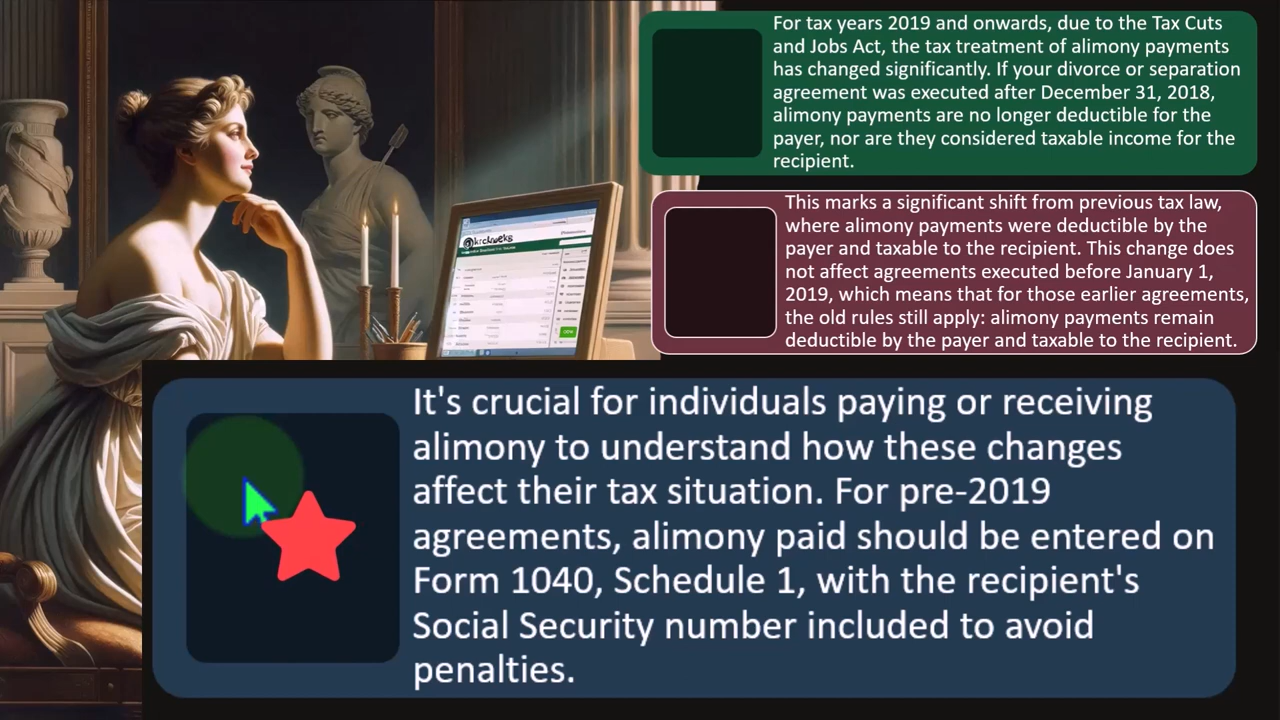 For tax years 2019 and onwards, due to the Tax Cuts
and Jobs Act, the tax treatment of alimony payments
has changed significantly. If your divorce or separation
agreement was executed after December 31, 2018,
alimony payments are no longer deductible for the
payer, nor are they considered taxable income for the
recipient.
This marks a significant shift from previous tax law,
where alimony payments were deductible by the
payer and taxable to the recipient. This change does
not affect agreements executed before January 1,
2019, which means that for those earlier agreements,
the old rules still apply: alimony payments remain
deductible by the payer and taxable to the recipient.
It's crucial for individuals paying or receiving
alimony to understand how these changes
affect their tax situation. For pre-2019
agreements, alimony paid should be entered on
Form 1040, Schedule 1, with the recipient's
Social Security number included to avoid
penalties.